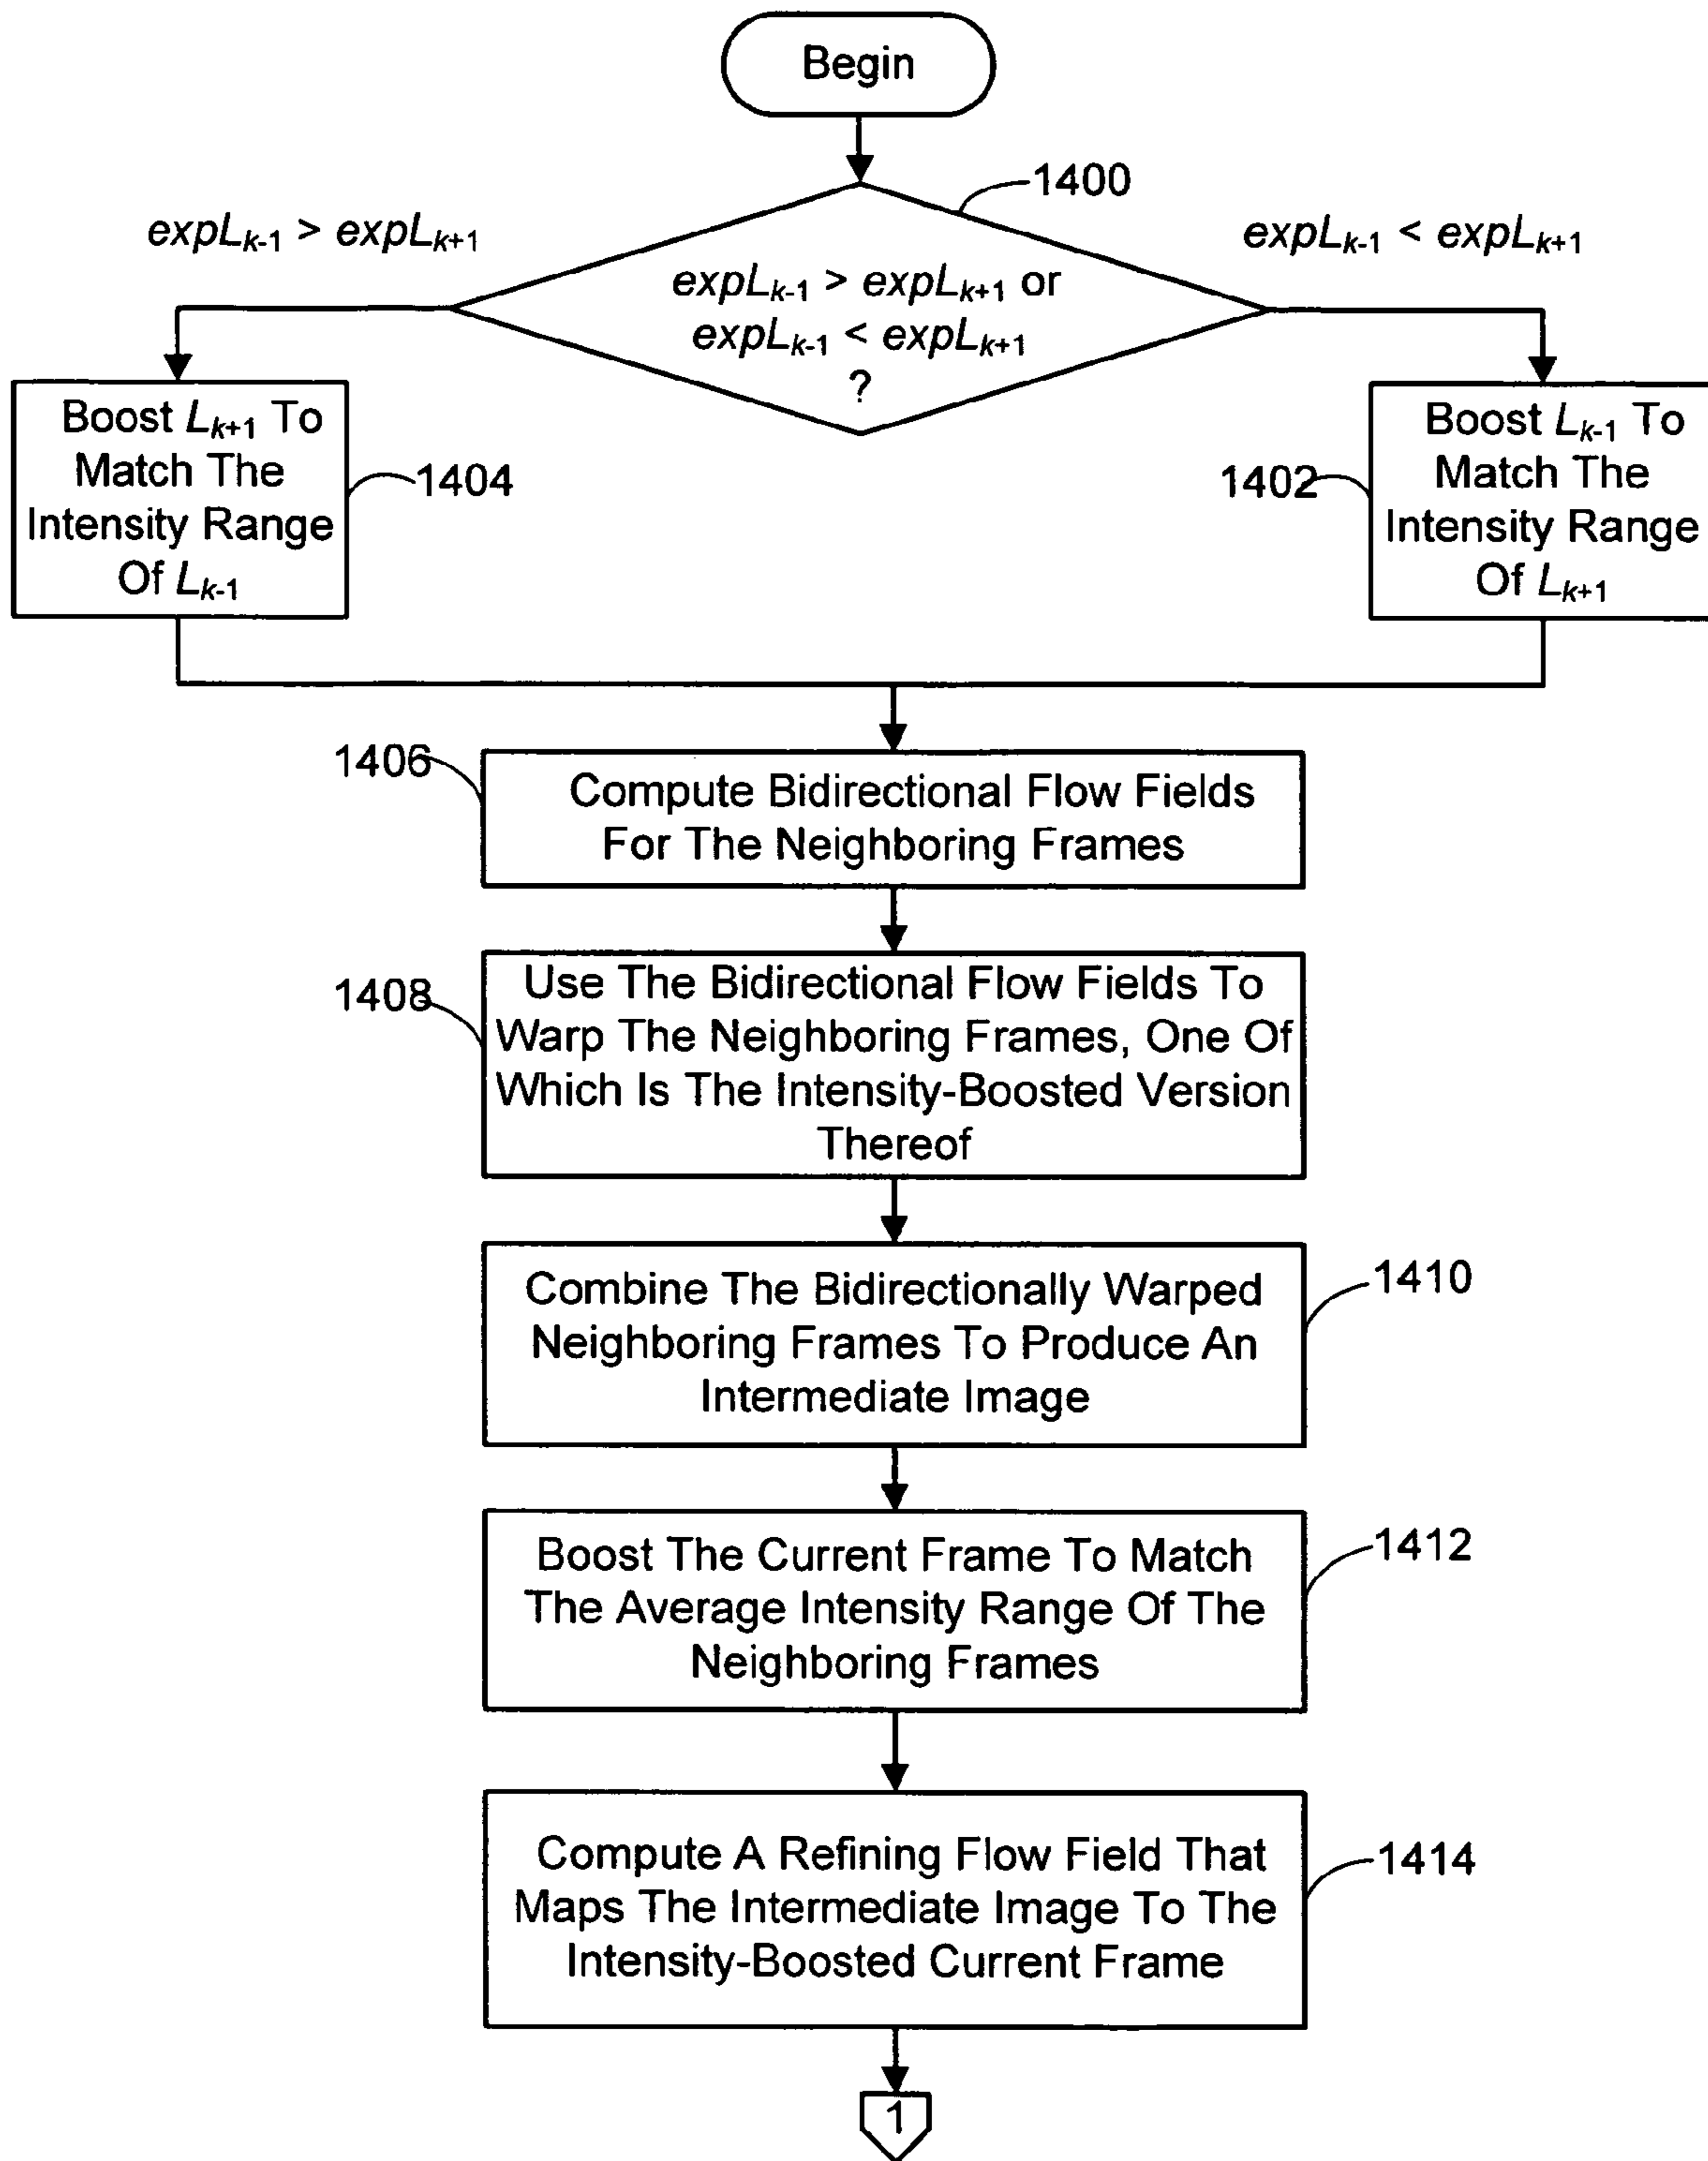 Begin
1400
expLk-1 > expLk+1
expLk-1 < expLk+1
expLk-1 > expLk+1 or
expLk-1 < expLk+1
?
Boost Lk+1 To
Match The
Intensity Range
Of Lk-1
1404
1402
Boost Lk-1 To
Match The
Intensity Range
Of Lk+1
1406
Compute Bidirectional Flow Fields
For The Neighboring Frames
1408
Use The Bidirectional Flow Fields To
Warp The Neighboring Frames, One Of
Which Is The Intensity-Boosted Version
Thereof
1410
Combine The Bidirectionally Warped
Neighboring Frames To Produce An
Intermediate Image
1412
Boost The Current Frame To Match
The Average Intensity Range Of The
Neighboring Frames
1414
Compute A Refining Flow Field That
Maps The Intermediate Image To The
Intensity-Boosted Current Frame
1